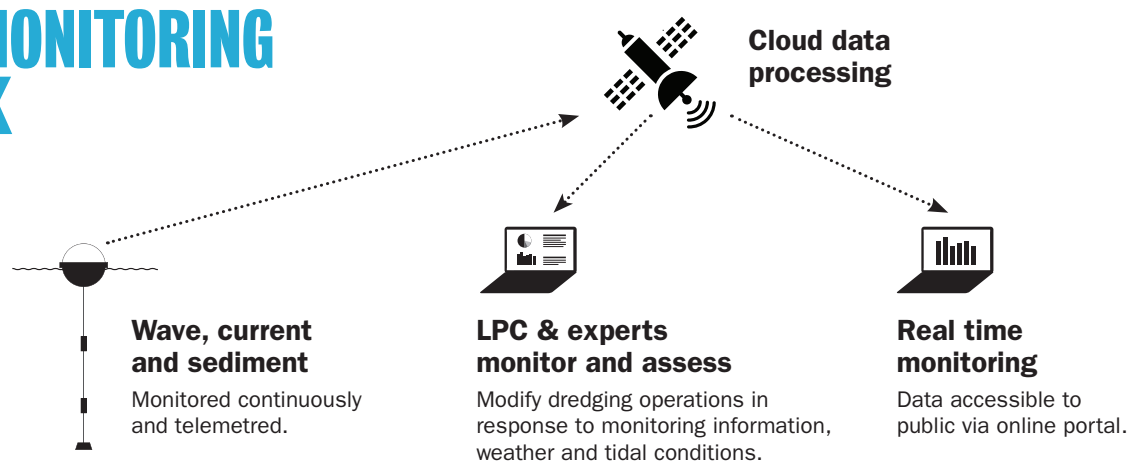 MONITORING
Cloud data
processing
Wave, current
and sediment
Monitored continuously
and telemetred.
LPC & experts
monitor and assess
Modify dredging operations in
response to monitoring information,
weather and tidal conditions.
Real time
monitoring
Data accessible to
public via online portal.